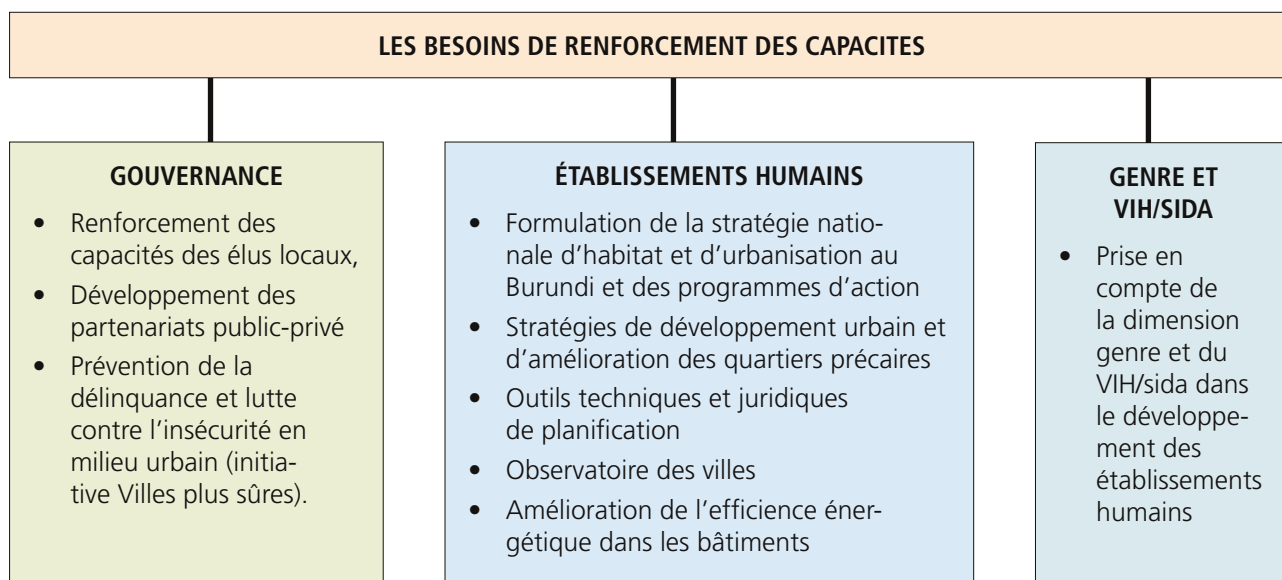 LES BESOINS DE RENFORCEMENT DES CAPACITES
GOUVERNANCE
• Renforcement des
capacités des élus locaux,
• Développement des
partenariats public-privé
• Prévention de la
délinquance et lutte
contre l’insécurité en
milieu urbain (initia-
tive Villes plus sûres).
ÉTABLISSEMENTS HUMAINS
• Formulation de la stratégie natio-
nale d’habitat et d’urbanisation au
Burundi et des programmes d’action
• Stratégies de développement urbain et
d’amélioration des quartiers précaires
• Outils techniques et juridiques
de planification
• Observatoire des villes
• Amélioration de l’efficience éner-
gétique dans les bâtiments
GENRE ET
VIH/SIDA
• Prise en
compte de
la dimension
genre et du
VIH/sida dans
le développe-
ment des
établissements
humains